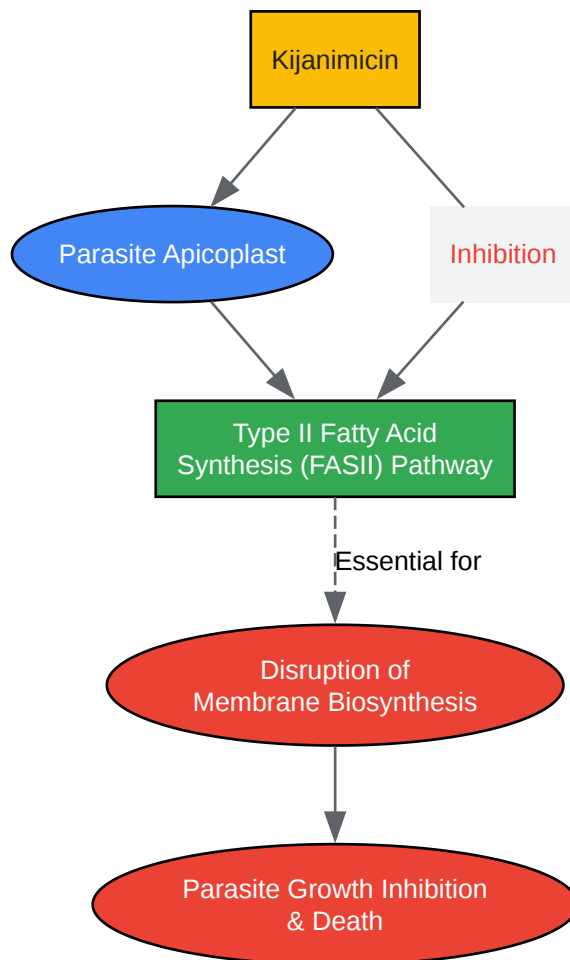 Kijanimicin
Parasite Apicoplast
Inhibition
Type II Fatty Acid
Synthesis (FASII) Pathway
Essential for
Disruption of
Membrane Biosynthesis
Parasite Growth Inhibition
& Death